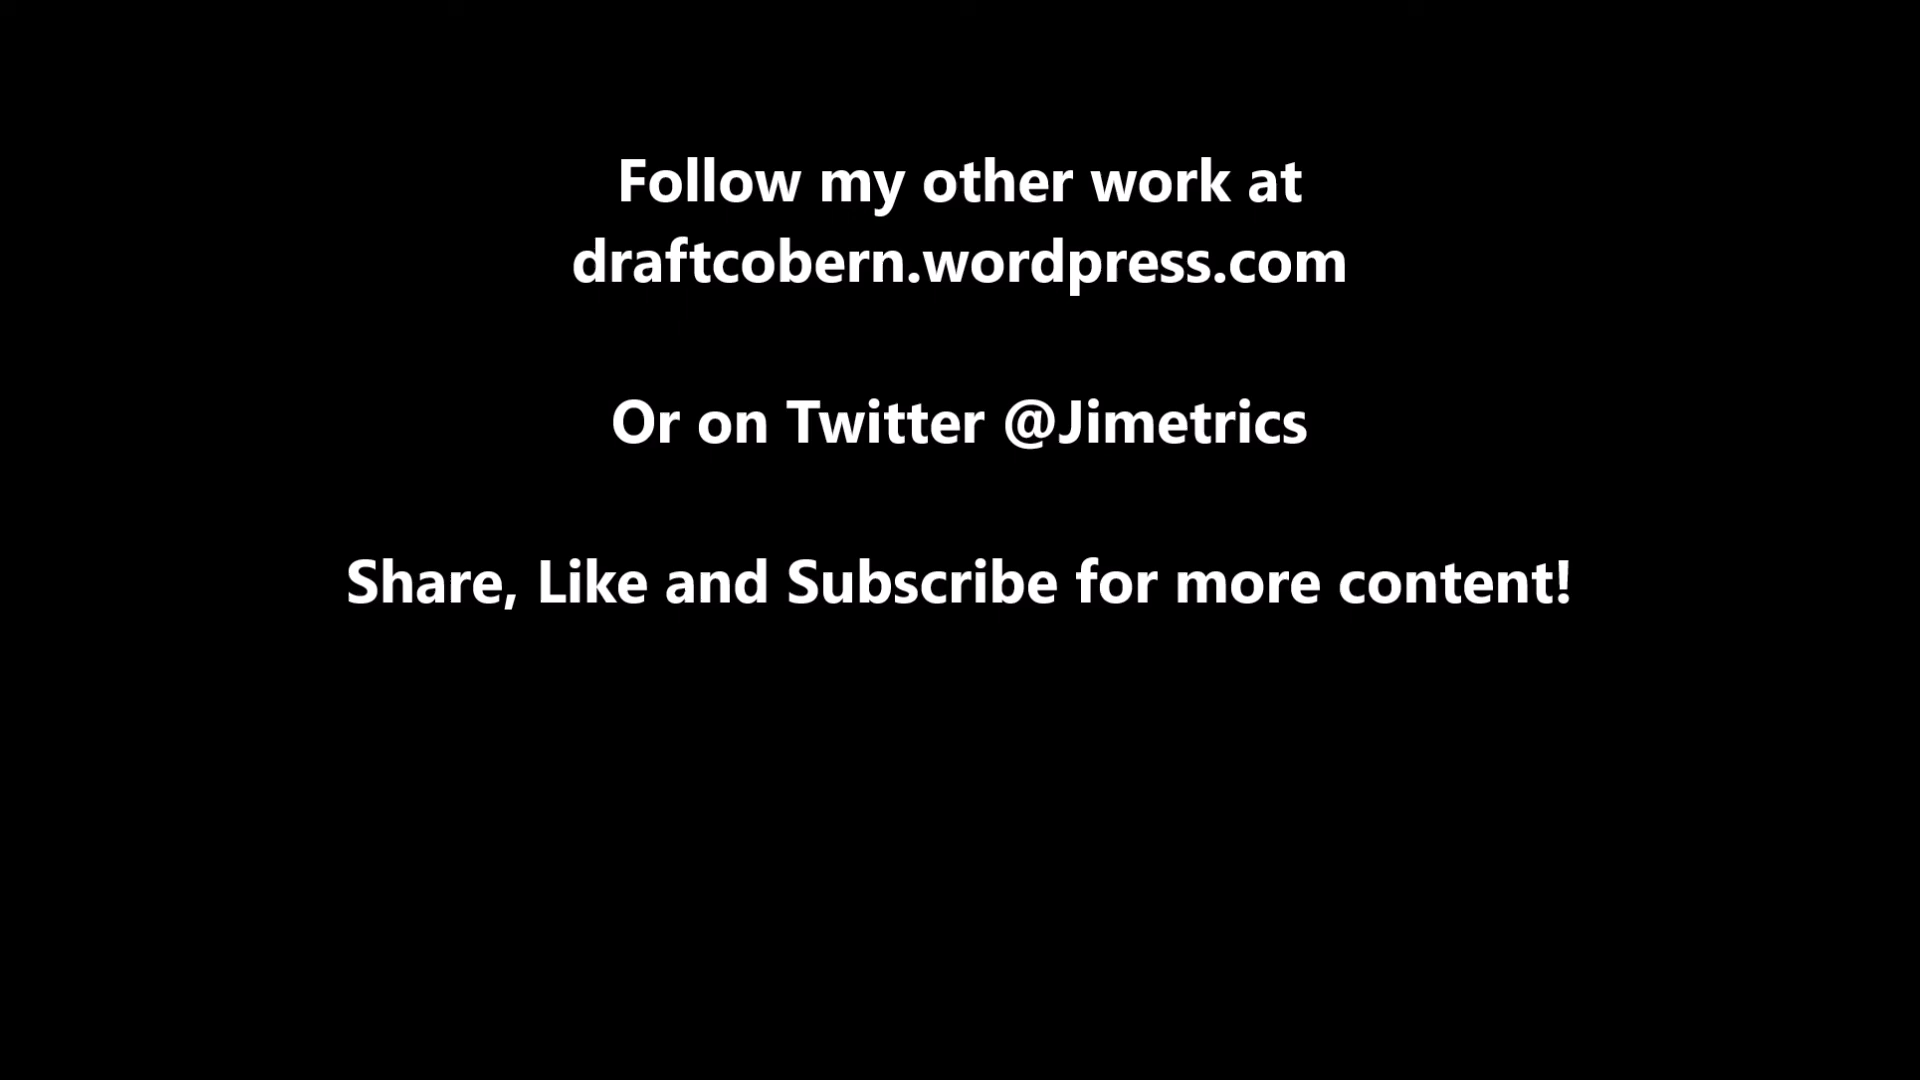 Follow my other work at
draftcobern.wordpress.com
Or on Twitter @Jimetrics
Share, Like and Subscribe for more content!